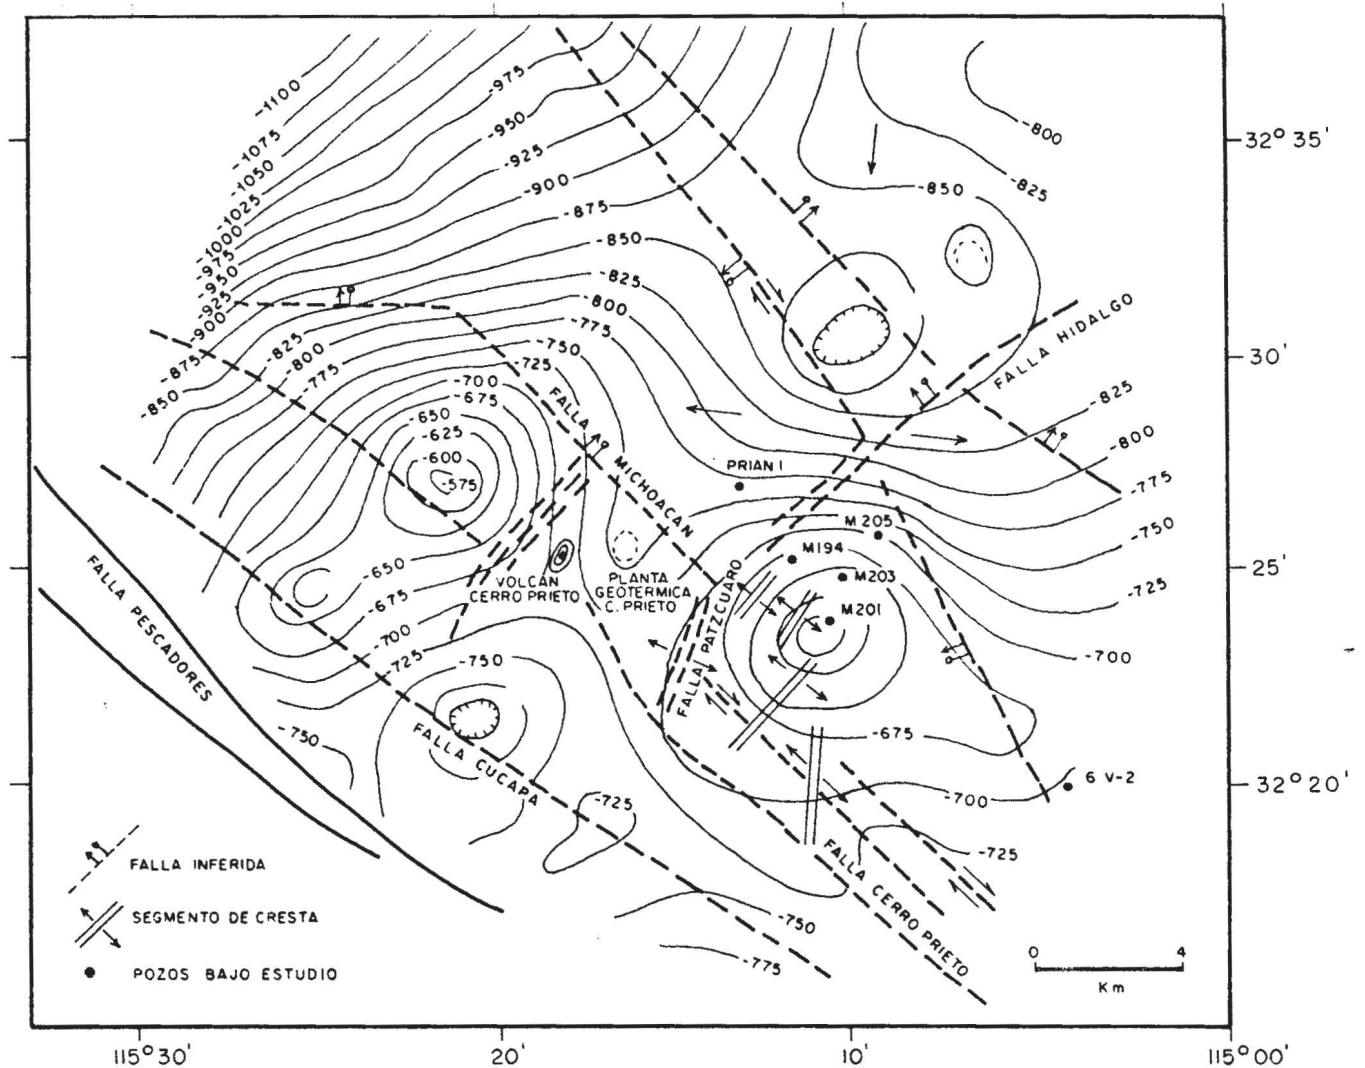 -1100
-1075
-1050
-1025
-1000
-975
-950
-925
-900
-875
-850
-975
-950
-925
-900
-875
-850
-825
-800
-775
-750
-725
-700
-675
-650
-625
-600
-575
-825
-800
-775
-800
-825
-850
32°35'
30'
25'
32°20'
FALLA HIDALGO
-825
-800
-775
-750
-725
-700
-675
-700
-725
FALLA MICHOACAN
PRIAN 1
M 205
M194
M203
M201
6 V-2
VOLCÁN
CERRO PRIETO
PLANTA
GEOTERMICA
C. PRIETO
FALLA PATZCUARO
-650
-675
-700
-725
-750
-750
-725
-750
-775
FALLA PESCADORES
FALLA CUCAPA
FALLA CERRO PRIETO
FALLA INFERIDA
SEGMENTO DE CRESTA
POZOS BAJO ESTUDIO
0 4
Km
115°30'
20'
10'
115°00'